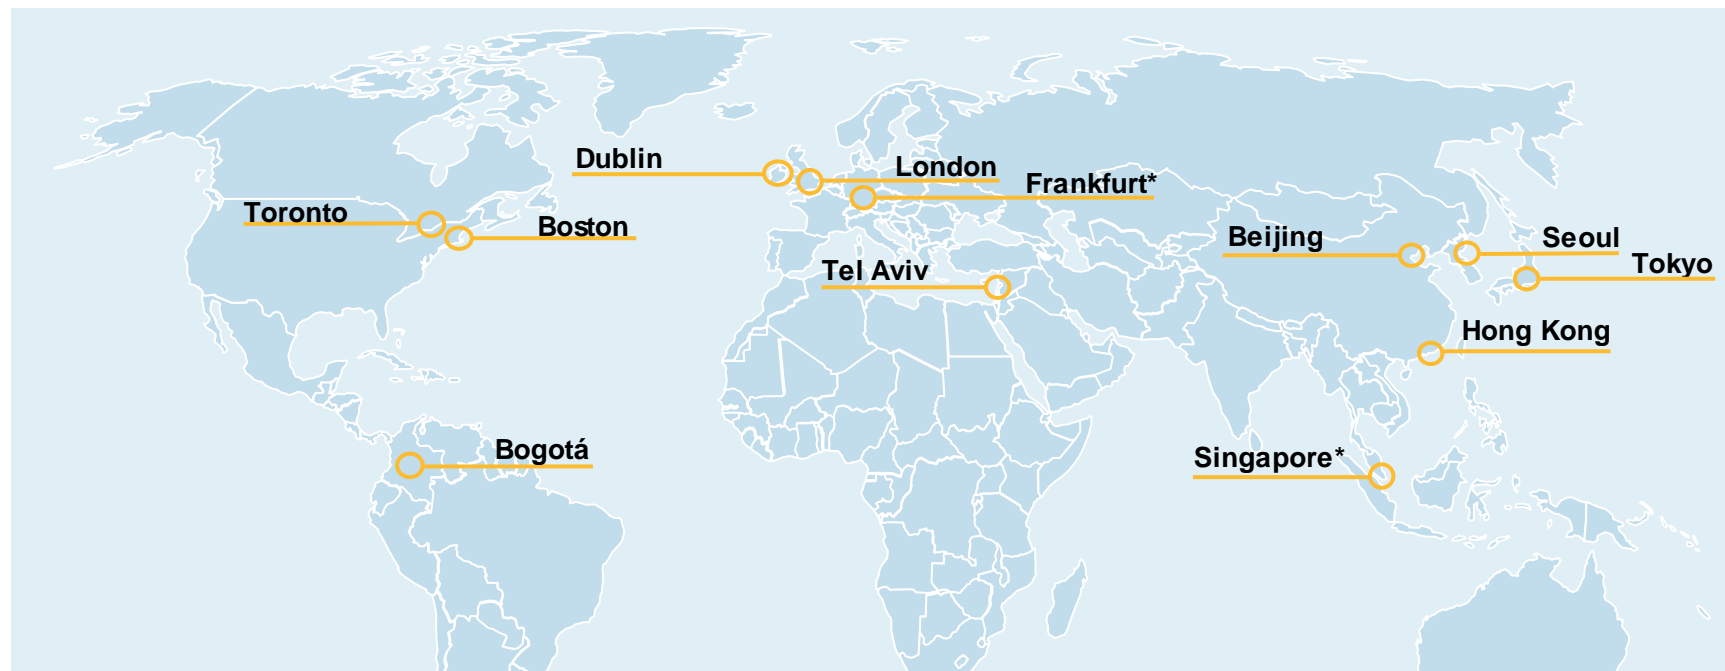 Dublin
London
Frankfurt*
Toronto
Boston
Beijing
Seoul
Tel Aviv
Tokyo
Hong Kong
Bogotá
Singapore*